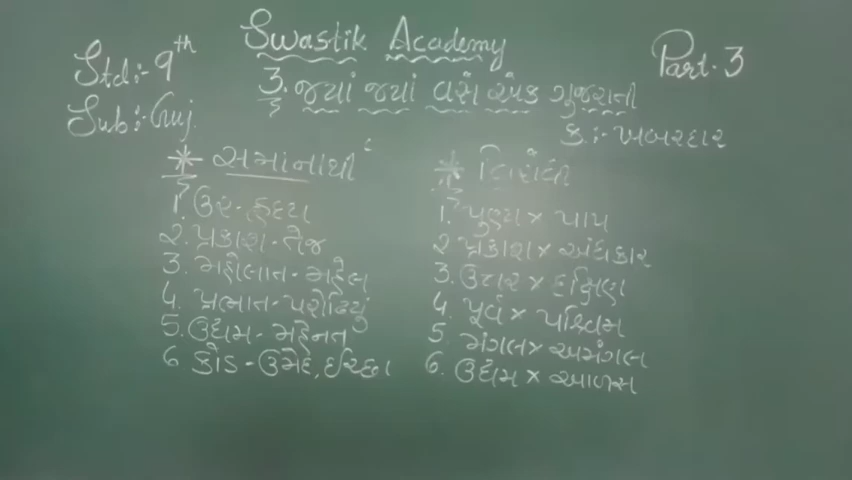 Swastik Academy
Std:- 9th
Part. 3
3. જ્યાં જ્યાં વસે એક ગુજરાતી
Sub:- Guj.
ક.:- ખબરદાર
* સમાનાર્થી
1. ઉર - હૃદય
2. પ્રકાશ - તેજ
3. મહોલાત - મહેલ
4. પ્રભાત - પરોઢિયું
5. ઉદ્યમ - મહેનત
6. કોડ - ઉમેદ, ઈચ્છા
* વિરોધી
1. પુણ્ય × પાપ
2. પ્રકાશ × અંધકાર
3. ઉત્તર × દક્ષિણ
4. પૂર્વ × પશ્ચિમ
5. મંગલ × અમંગલ
6. ઉદ્યમ × આળસ